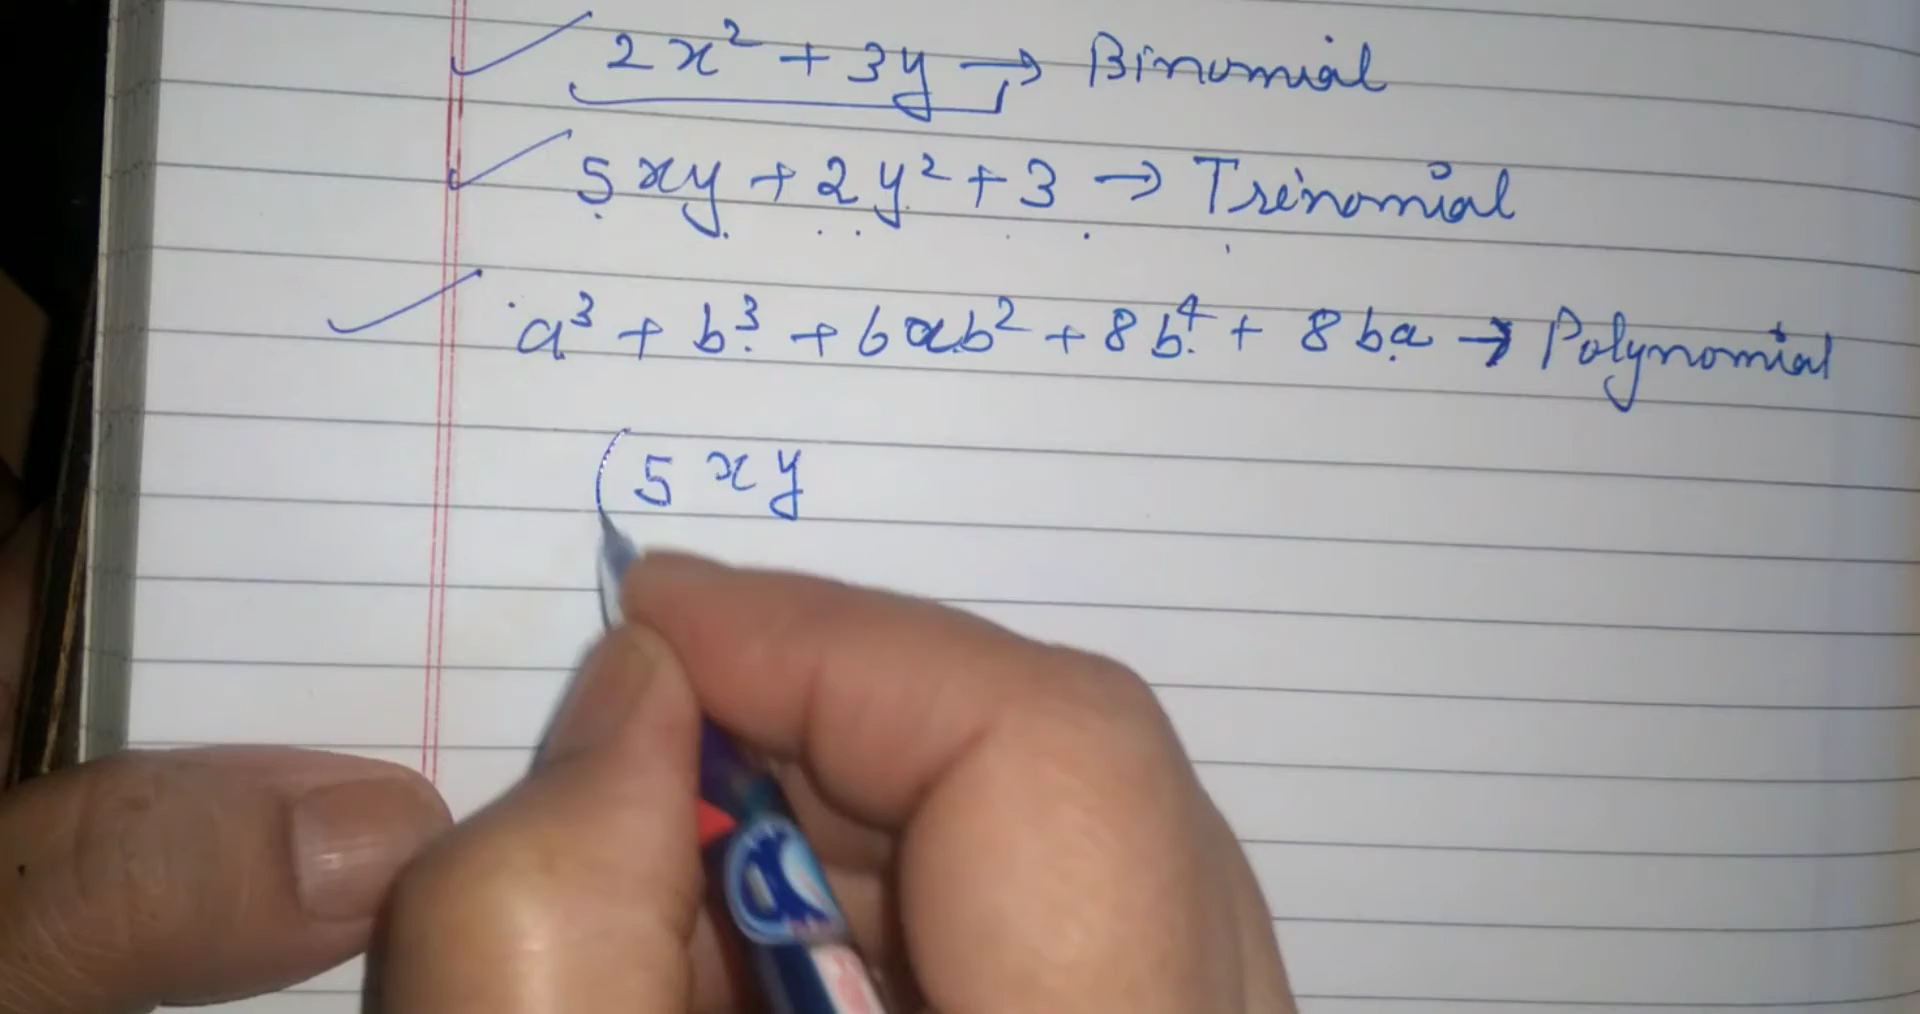 2x² + 3y → Binomial
5xy + 2y² + 3 → Trinomial
a³ + b³ + 6ab² + 8b⁴ + 8ba → Polynomial
(5xy